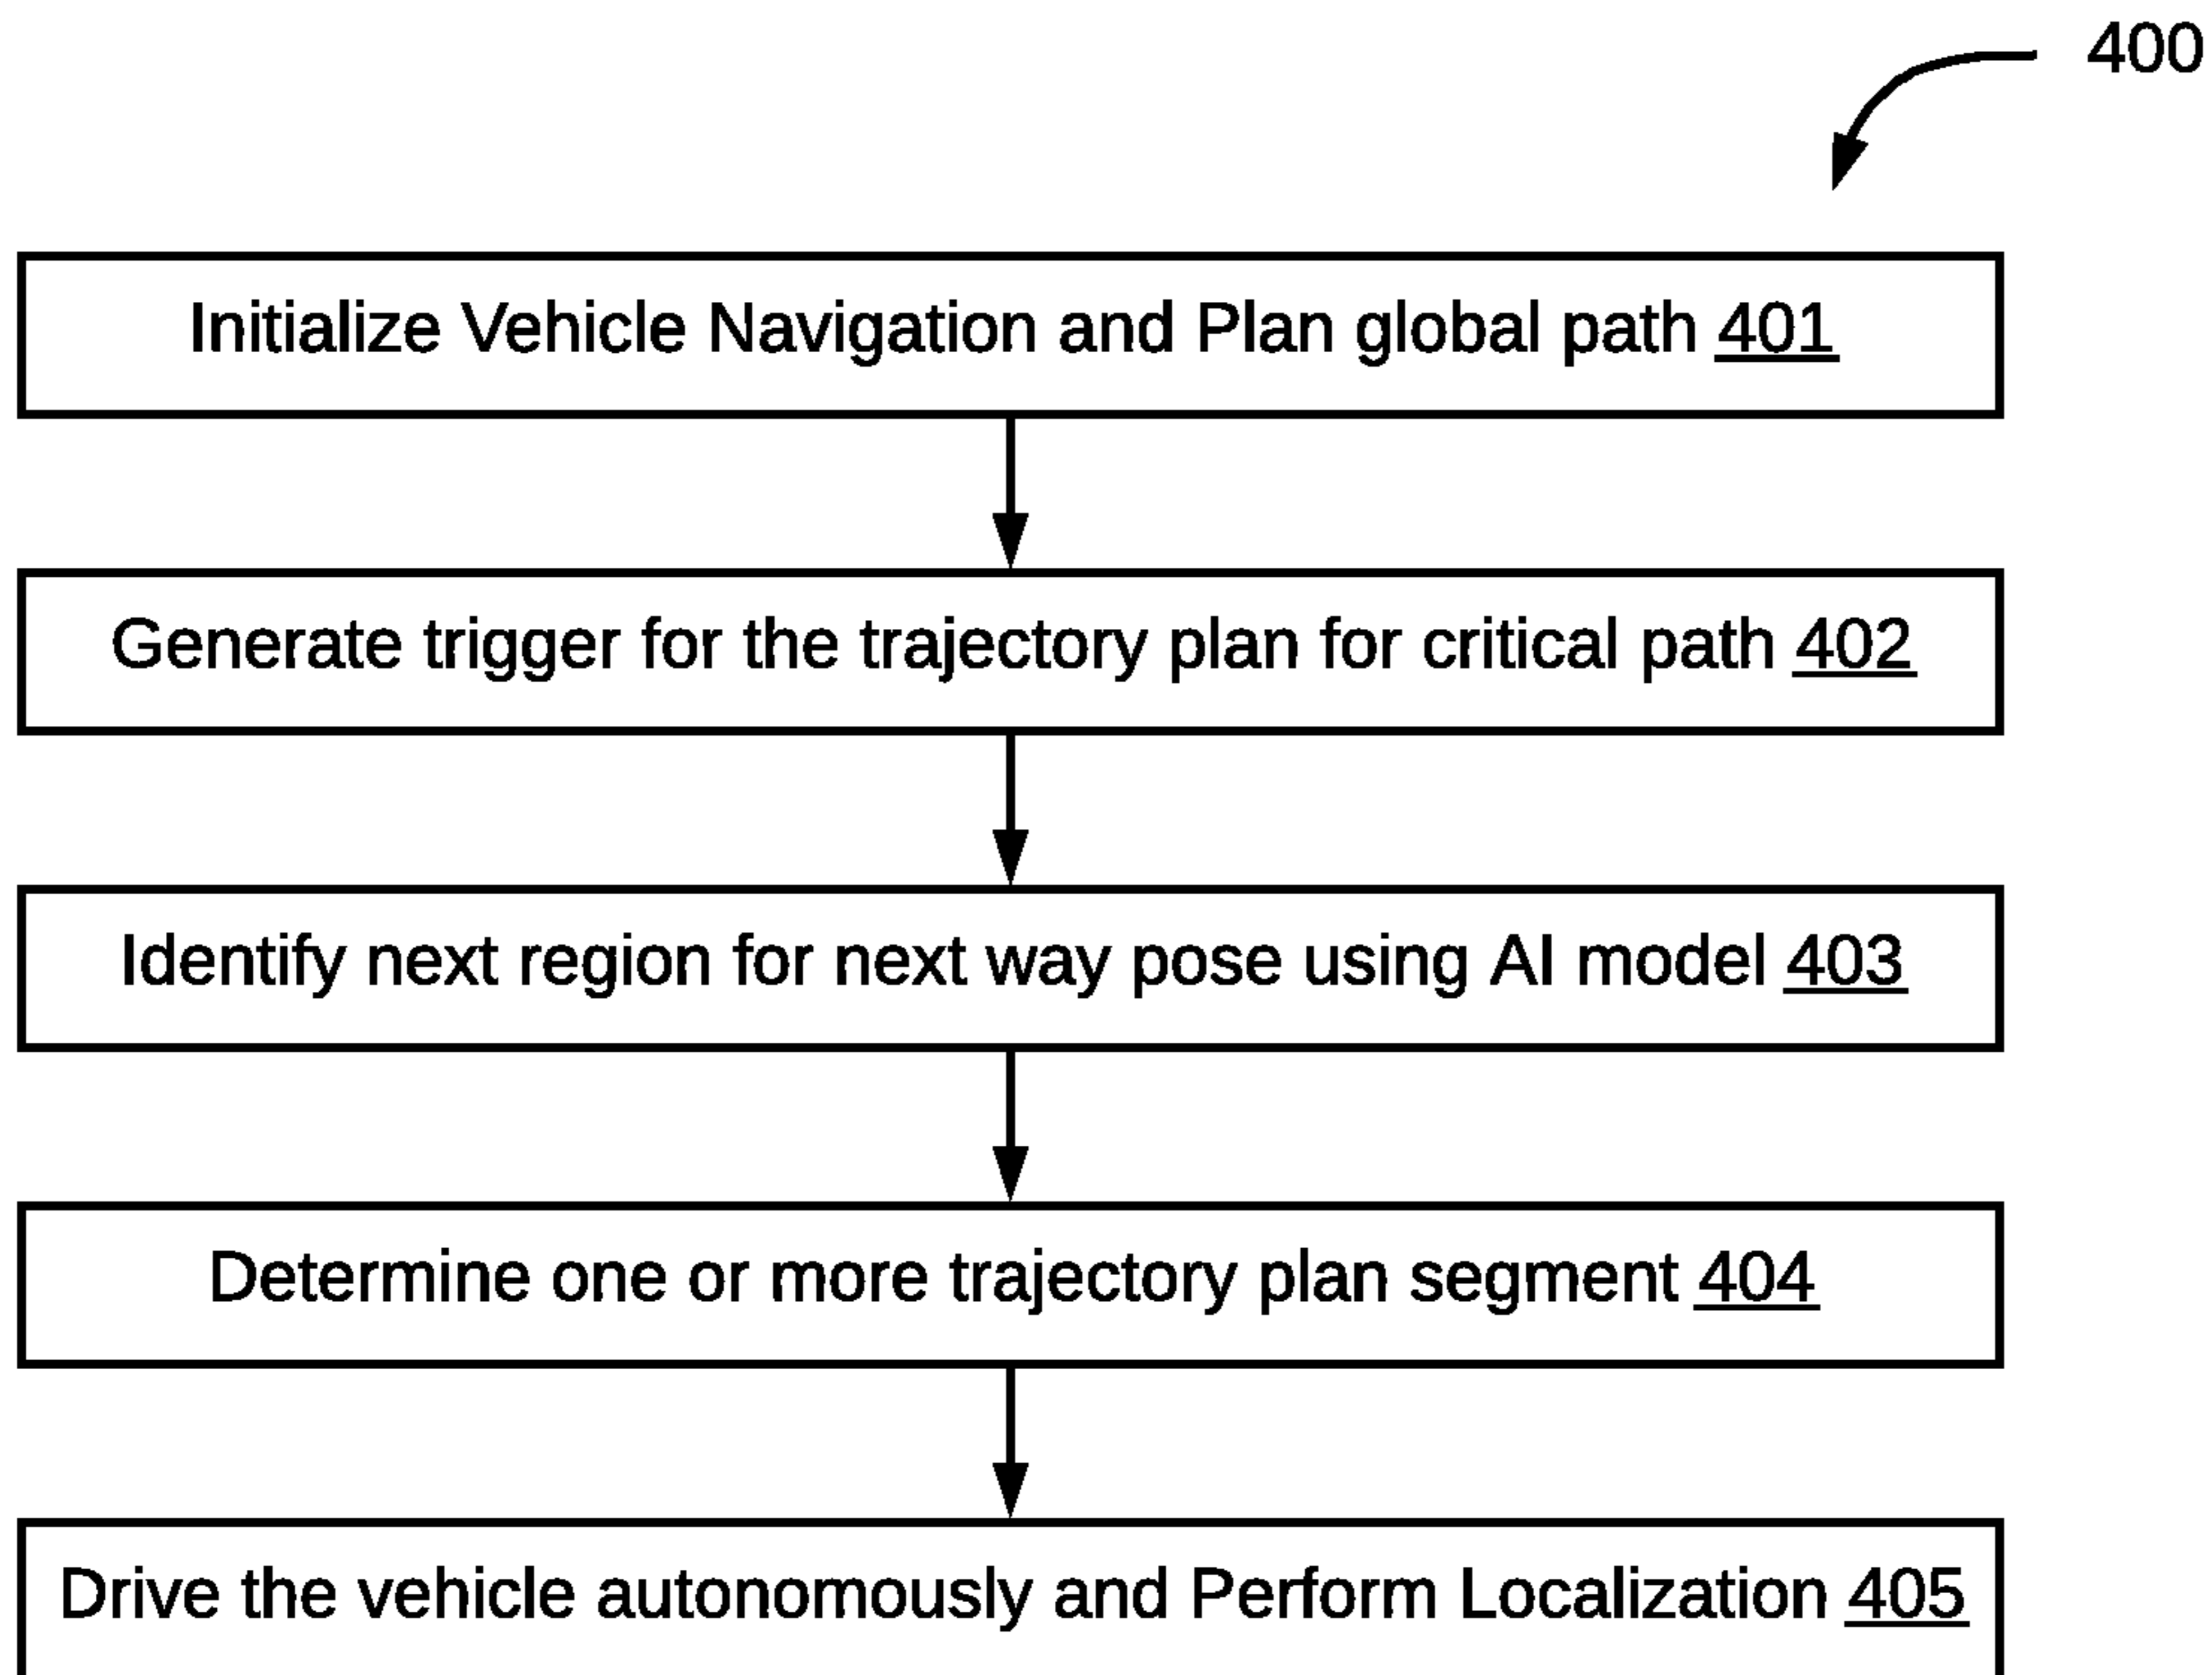 400
Initialize Vehicle Navigation and Plan global path 401
Generate trigger for the trajectory plan for critical path 402
Identify next region for next way pose using AI model 403
Determine one or more trajectory plan segment 404
Drive the vehicle autonomously and Perform Localization 405